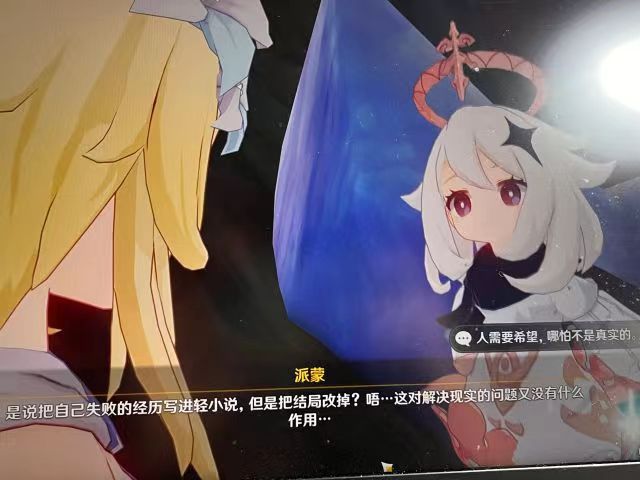 人需要希望，哪怕不是真实的。
派蒙
是说把自己失败的经历写进轻小说，但是把结局改掉？唔…这对解决现实的问题又没有什么
作用…